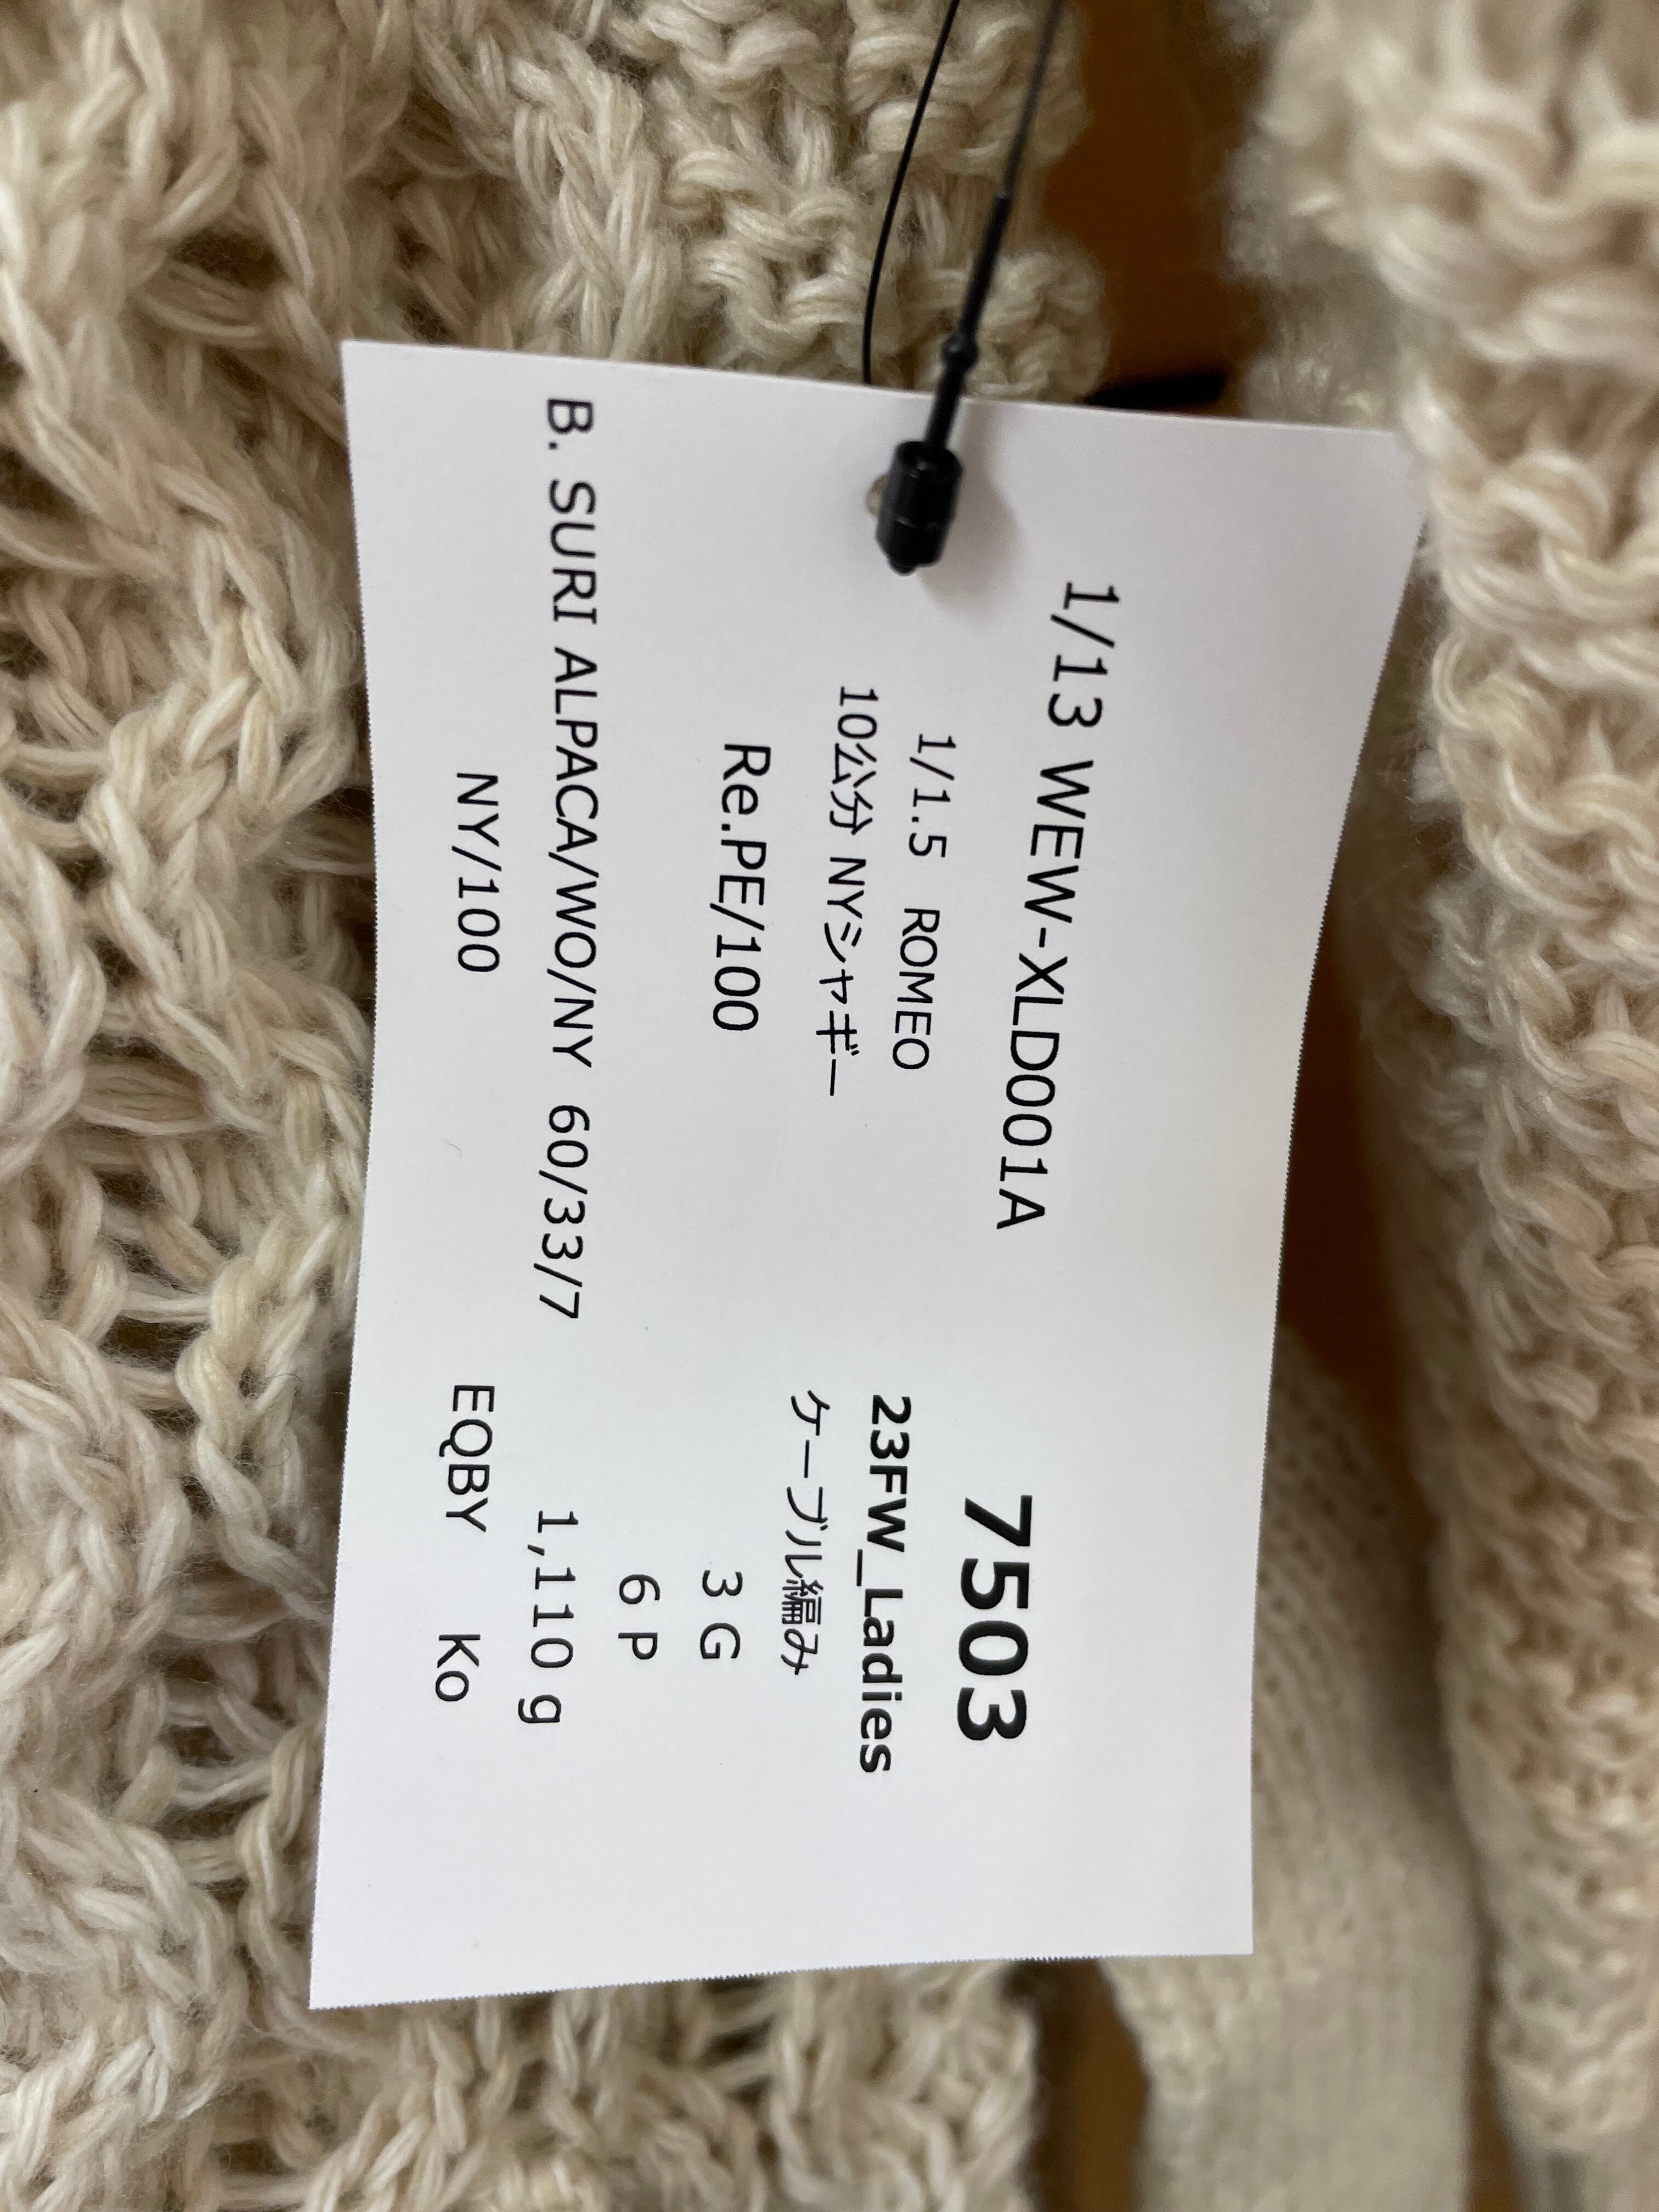 1/13 WEW-XLD001A
1/1.5 ROMEO
10公分 NYシャギー
Re.PE/100
B. SURI ALPACA/WO/NY 60/33/7
NY/100
7503
23FW_Ladies
ケーブル編み
3 G
6 P
1,110 g
EQBY Ko